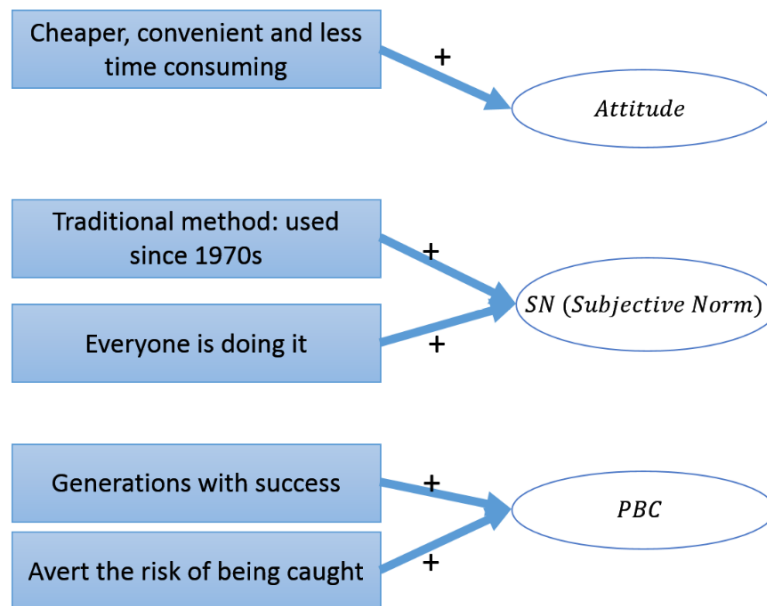 Cheaper, convenient and less
time consuming
+
Attitude
Traditional method: used
since 1970s
+
SN (Subjective Norm)
Everyone is doing it
+
Generations with success
+
PBC
Avert the risk of being caught
+